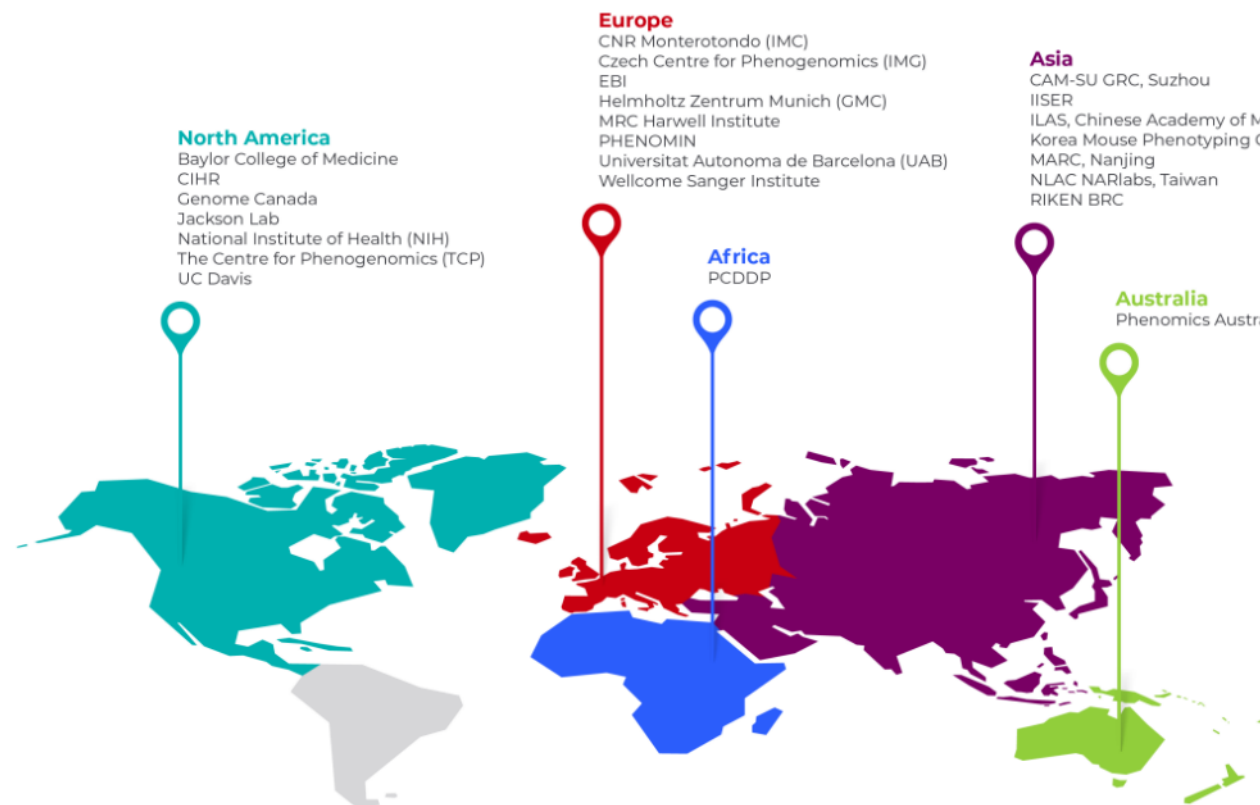 North America
Baylor College of Medicine
CIHR
Genome Canada
Jackson Lab
National Institute of Health (NIH)
The Centre for Phenogenomics (TCP)
UC Davis
Europe
CNR Monterotondo (IMC)
Czech Centre for Phenogenomics (IMG)
EBI
Helmholtz Zentrum Munich (GMC)
MRC Harwell Institute
PHENOMIN
Universitat Autonoma de Barcelona (UAB)
Wellcome Sanger Institute
Africa
PCDDP
Asia
CAM-SU GRC, Suzhou
IISER
ILAS, Chinese Academy of
Korea Mouse Phenotyping
MARC, Nanjing
NLAC NARlabs, Taiwan
RIKEN BRC
Australia
Phenomics